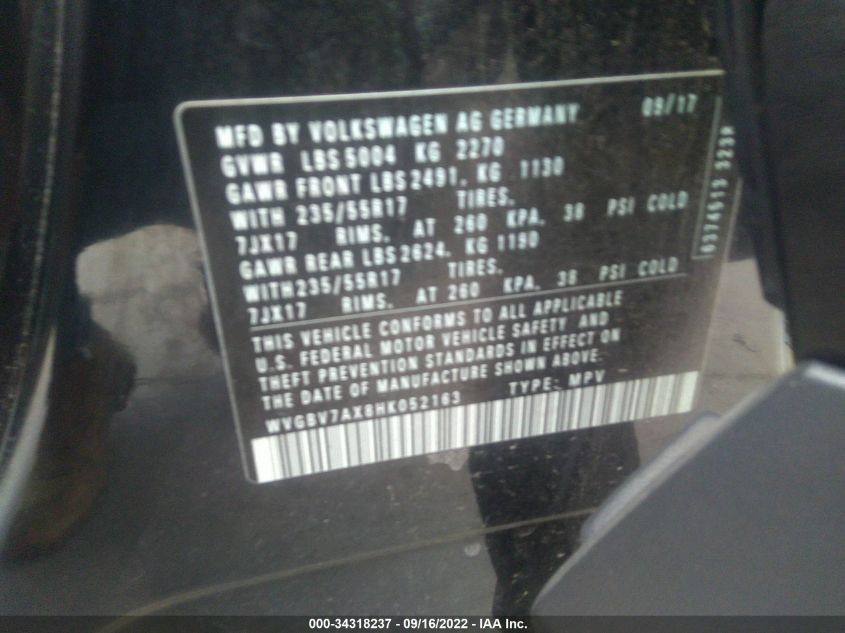 MFD BY VOLKSWAGEN AG GERMANY 09/17
GVWR LBS 5004 KG 2270
GAWR FRONT LBS 2491, KG 1130
WITH 235/55R17 TIRES,
7JX17 RIMS, AT 260 KPA, 38 PSI COLD
GAWR REAR LBS 2624, KG 1190
WITH 235/55R17 TIRES,
7JX17 RIMS, AT 260 KPA, 38 PSI COLD
THIS VEHICLE CONFORMS TO ALL APPLICABLE
U.S. FEDERAL MOTOR VEHICLE SAFETY AND
THEFT PREVENTION STANDARDS IN EFFECT ON
THE DATE OF MANUFACTURE SHOWN ABOVE.
WVGBV7AX8HK052163 TYPE: MPV
000-34318237 - 09/16/2022 - IAA Inc.